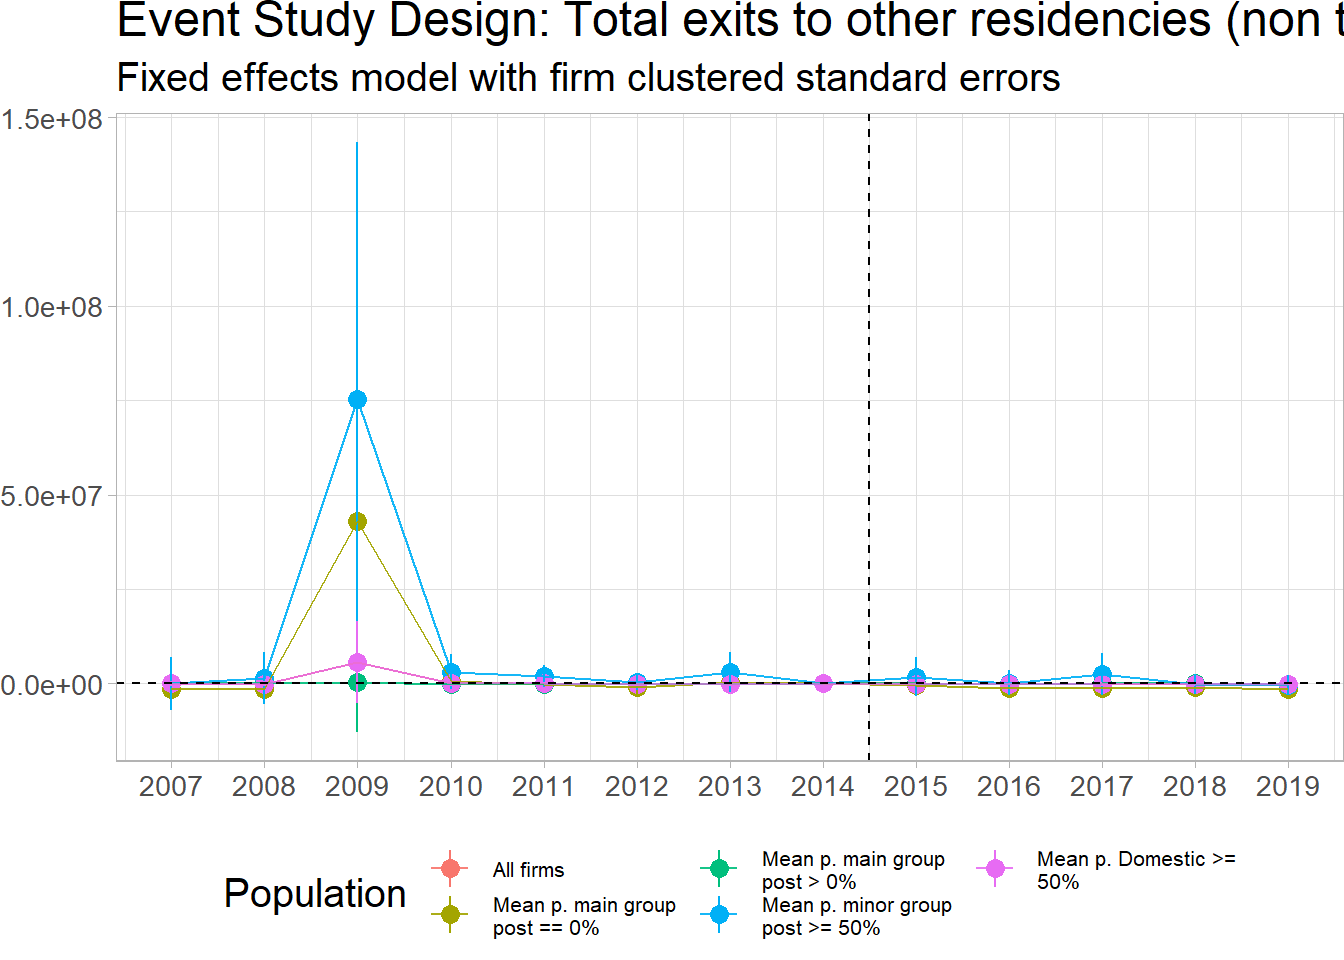 Event Study Design: Total exits to other residencies (non t
Fixed effects model with firm clustered standard errors
1.5e+08
1.0e+08
5.0e+07
0.0e+00
2007 2008 2009 2010 2011 2012 2013 2014 2015 2016 2017 2018 2019
Population
All firms
Mean p. main group
post == 0%
Mean p. main group
post > 0%
Mean p. minor group
post >= 50%
Mean p. Domestic >=
50%